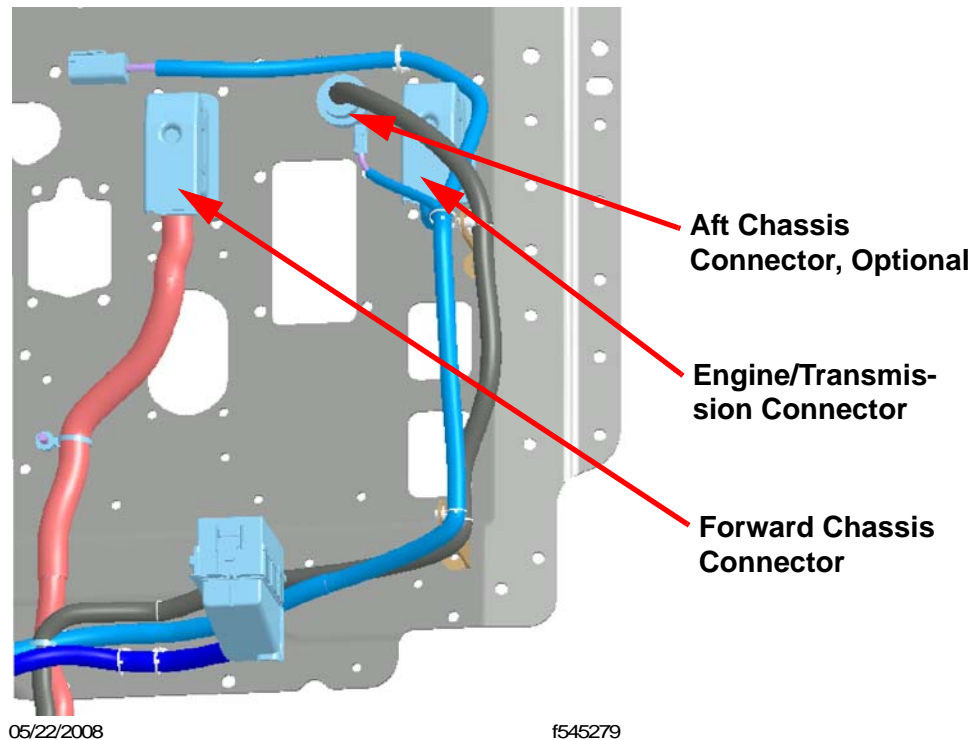 Aft Chassis
Connector, Optional
Engine/Transmis-
sion Connector
Forward Chassis
Connector
05/22/2008
f545279